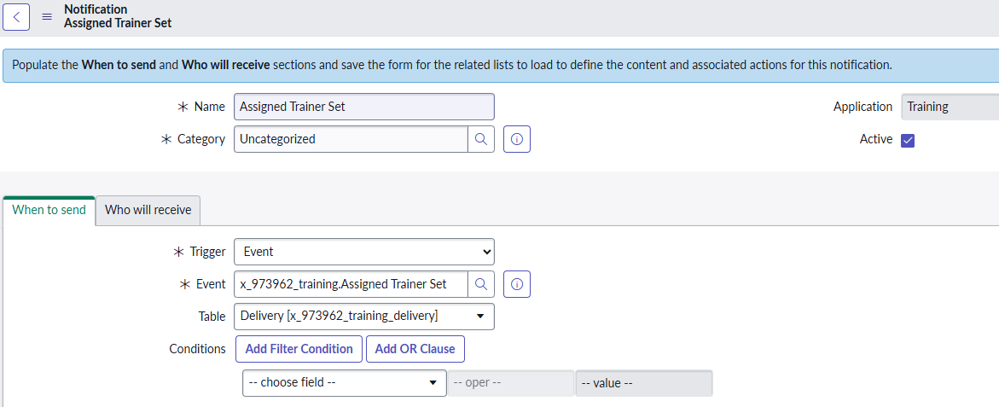 Notification
Assigned Trainer Set
Populate the When to send and Who will receive sections and save the form for the related lists to load to define the content and associated actions for this notification.
Name Assigned Trainer Set Application Training
Category Uncategorized Active
When to send Who will receive
Trigger Event
Event x_973962_training.Assigned Trainer Set
Table Delivery [x_973962_training_delivery]
Conditions Add Filter Condition Add OR Clause
-- choose field -- -- oper -- -- value --